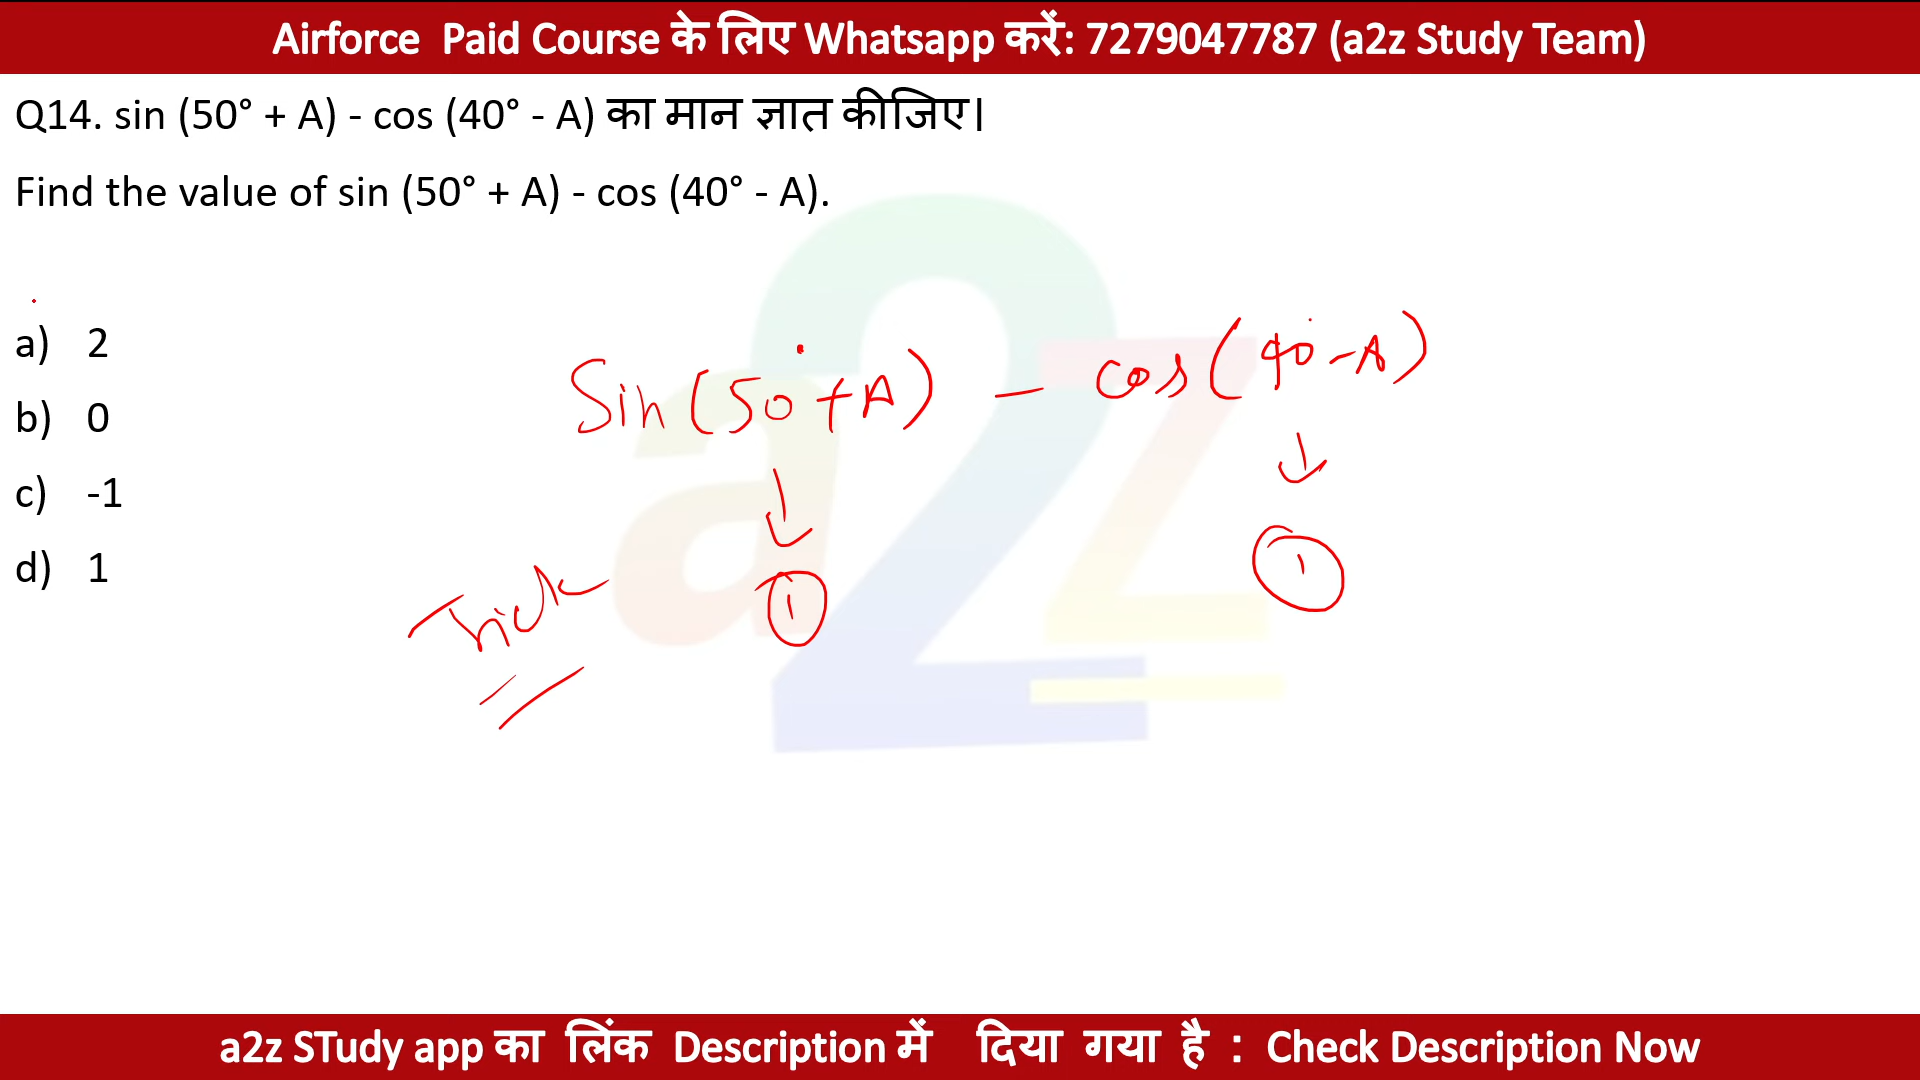 Airforce Paid Course के लिए Whatsapp करें: 7279047787 (a2z Study Team)
Q14. sin (50° + A) - cos (40° - A) का मान ज्ञात कीजिए।
Find the value of sin (50° + A) - cos (40° - A).
a) 2
b) 0
c) -1
d) 1
Sin(50°+A) - cos(40°-A)
1 1
Trick
a2z
a2z STudy app का लिंक Description में दिया गया है : Check Description Now